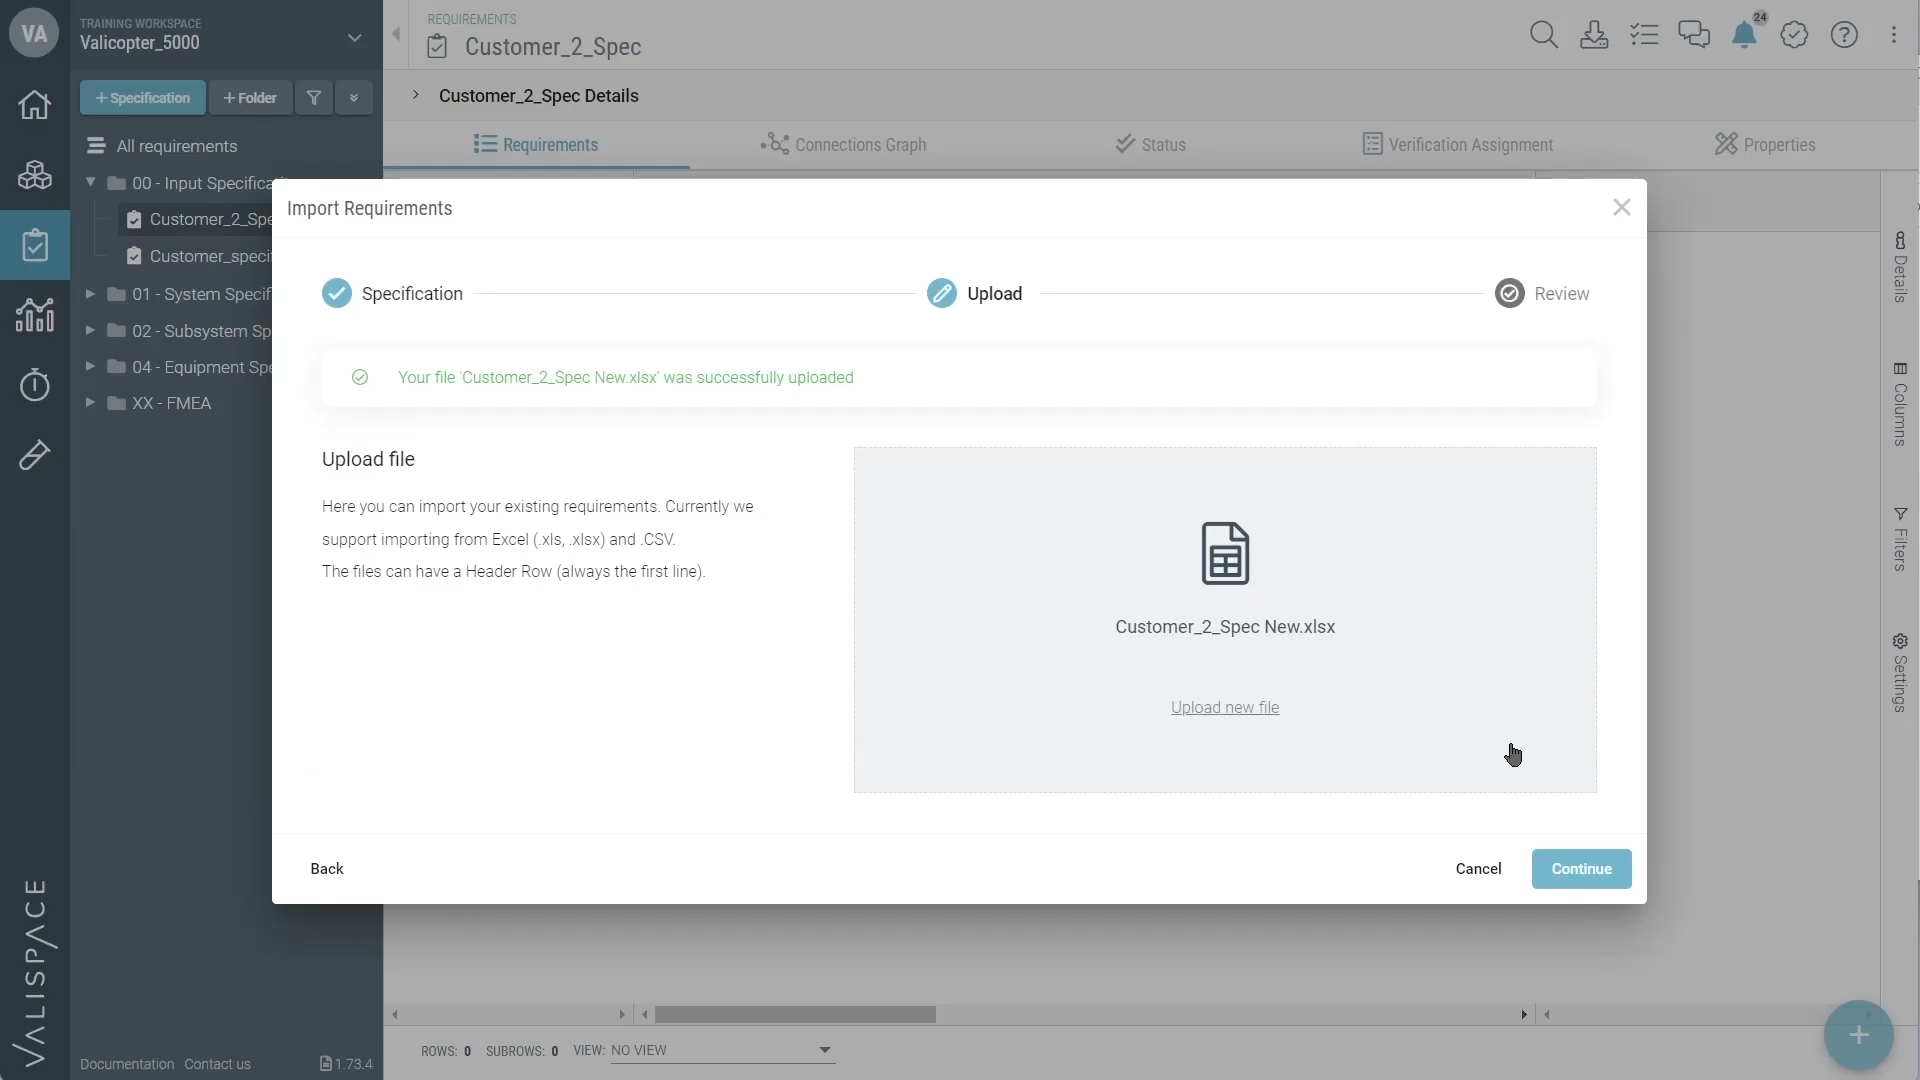 VA
TRAINING WORKSPACE
Valicopter_5000
+ Specification
+ Folder
All requirements
00 - Input Specificati
Customer_2_Spe
Customer_speci
01 - System Specif
02 - Subsystem Sp
04 - Equipment Spe
XX - FMEA
VALISPACE
Documentation
Contact us
1.73.4
REQUIREMENTS
Customer_2_Spec
24
Customer_2_Spec Details
Requirements
Connections Graph
Status
Verification Assignment
Properties
Import Requirements
Specification
Upload
Review
Your file 'Customer_2_Spec New.xlsx' was successfully uploaded
Upload file
Here you can import your existing requirements. Currently we
support importing from Excel (.xls, .xlsx) and .CSV.
The files can have a Header Row (always the first line).
Customer_2_Spec New.xlsx
Upload new file
Back
Cancel
Continue
Details
Columns
Filters
Settings
ROWS: 0 SUBROWS: 0 VIEW: NO VIEW